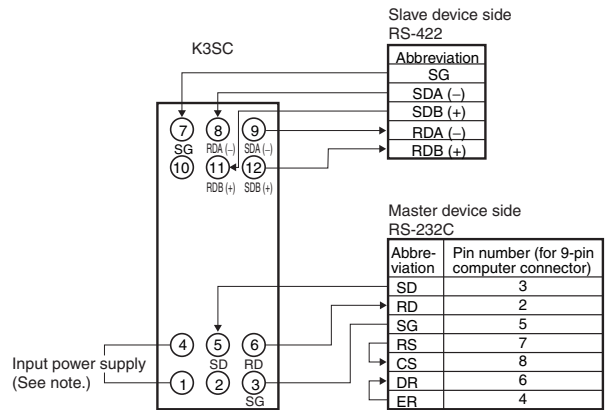 Slave device side
RS-422
K3SC
Abbreviation
SG
SDA (−)
SDB (+)
RDA (−)
RDB (+)
7 8 9
SG RDA (−) SDA (−)
10 11 12
RDB (+) SDB (+)
Master device side
RS-232C
Abbre-viation Pin number (for 9-pin computer connector)
SD 3
RD 2
SG 5
RS 7
CS 8
DR 6
ER 4
4 5 6
SD RD
Input power supply
(See note.)
1 2 3
SG